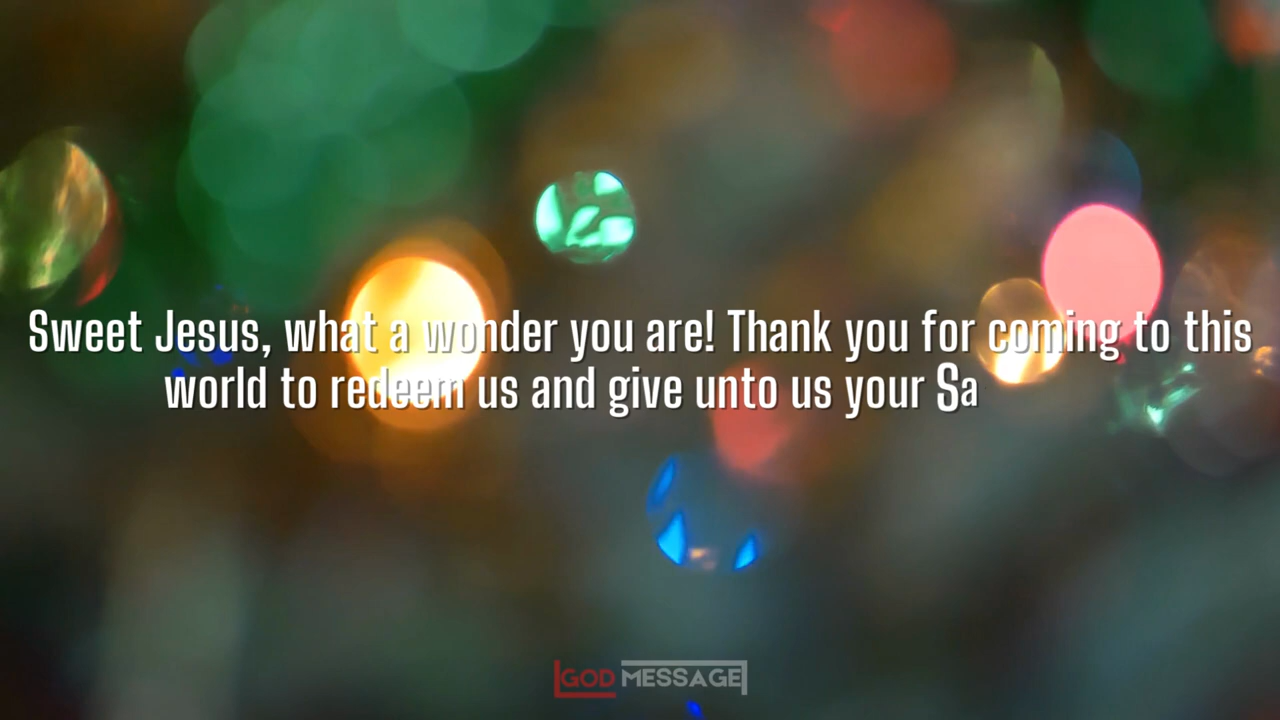 Sweet Jesus, what a wonder you are! Thank you for coming to this
world to redeem us and give unto us your Sa
GOD MESSAGE